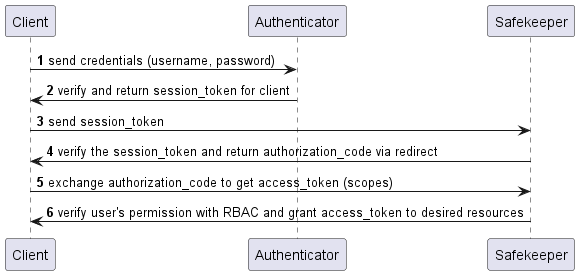 Client Authenticator Safekeeper
1 send credentials (username, password)
2 verify and return session_token for client
3 send session_token
4 verify the session_token and return authorization_code via redirect
5 exchange authorization_code to get access_token (scopes)
6 verify user's permission with RBAC and grant access_token to desired resources
Client Authenticator Safekeeper